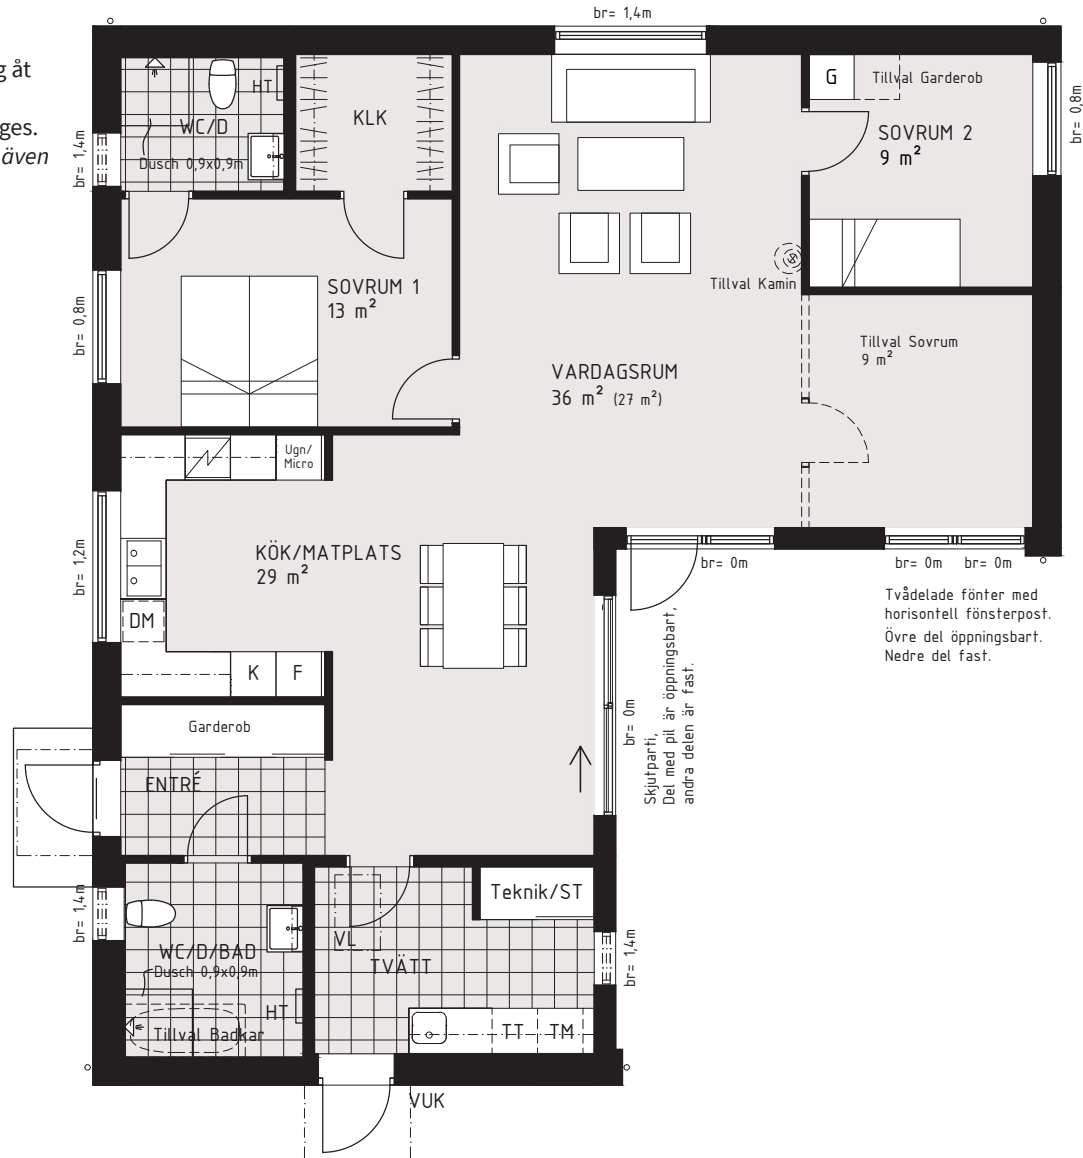 br= 1,4m
g åt
ges.
även
br= 1,4m
HT
WC/D
Dusch 0,9x0,9m
KLK
G
Tillval Garderob
SOVRUM 2
9 m²
br= 0,8m
SOVRUM 1
13 m²
br= 0,8m
Tillval Kamin
VARDAGSRUM
36 m² (27 m²)
Tillval Sovrum
9 m²
Ugn/
Micro
KÖK/MATPLATS
29 m²
br= 1,2m
DM
K
F
br= 0m
br= 0m
br= 0m
Tvådelade fönter med
horisontell fönsterpost.
Övre del öppningsbart.
Nedre del fast.
br= 0m
Skjutparti,
Del med pil är öppningsbart,
andra delen är fast.
Garderob
ENTRÉ
br= 1,4m
WC/D/BAD
Dusch 0,9x0,9m
HT
Tillval Badkar
VL
TVÄTT
Teknik/ST
br= 1,4m
TT
TM
VUK